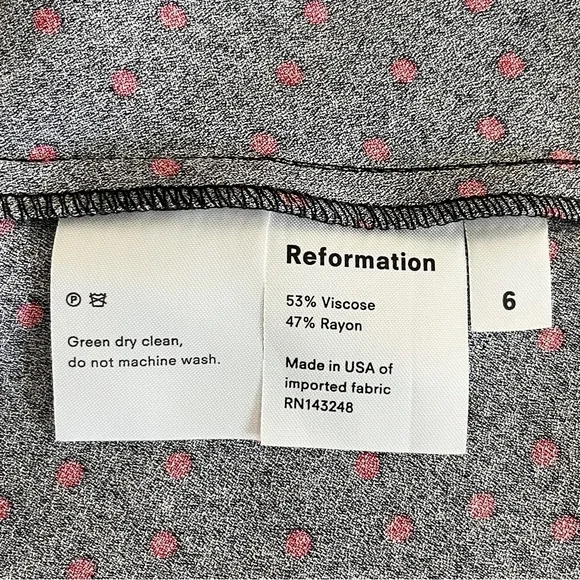 P
Green dry clean,
do not machine wash.
Reformation
53% Viscose
47% Rayon
Made in USA of
imported fabric
RN143248
6